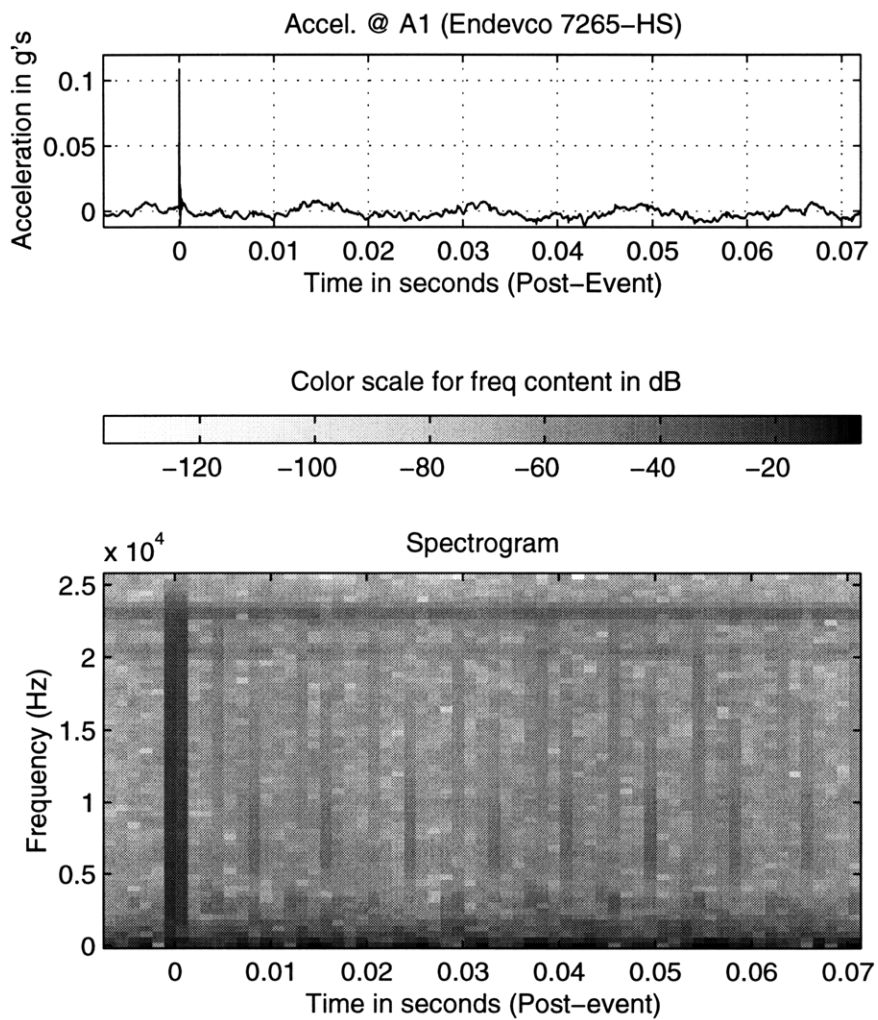 Accel. @ A1 (Endevco 7265−HS)
Acceleration in g's
0.1
0.05
0
0 0.01 0.02 0.03 0.04 0.05 0.06 0.07
Time in seconds (Post−Event)
Color scale for freq content in dB
−120 −100 −80 −60 −40 −20
x 10^4
Spectrogram
Frequency (Hz)
2.5
2
1.5
1
0.5
0
0 0.01 0.02 0.03 0.04 0.05 0.06 0.07
Time in seconds (Post−event)